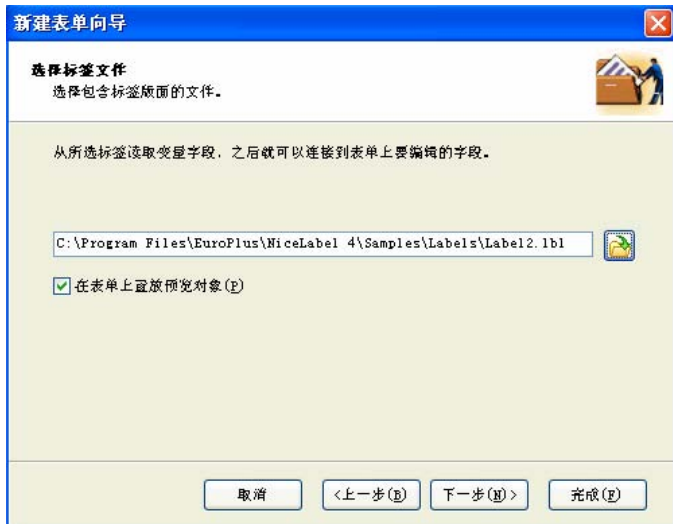 新建表单向导
选择标签文件
选择包含标签版面的文件。
从所选标签读取变量字段，之后就可以连接到表单上要编辑的字段。
C:\Program Files\EuroPlus\NiceLabel 4\Samples\Labels\Label2.lbl
在表单上置放预览对象(P)
取消
<上一步(B)
下一步(N)>
完成(F)